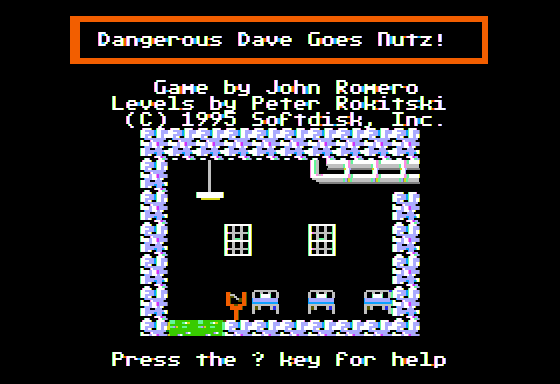 Dangerous Dave Goes Nutz!
Game by John Romero
Levels by Peter Rokitski
(C) 1995 Softdisk, Inc.
Press the ? key for help